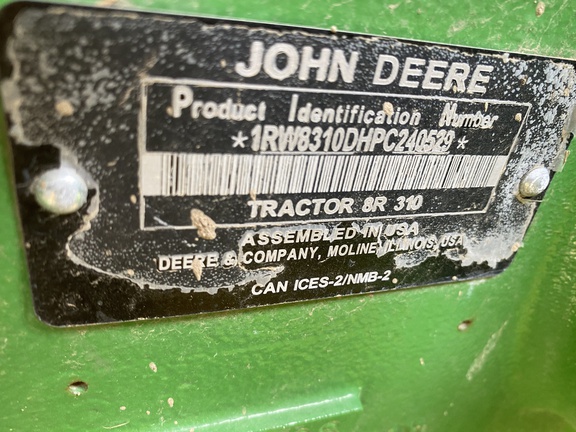 JOHN DEERE
Product Identification Number
*1RW8310DHPC240529*
TRACTOR 8R 310
ASSEMBLED IN USA
DEERE & COMPANY, MOLINE, ILLINOIS, USA
CAN ICES-2/NMB-2